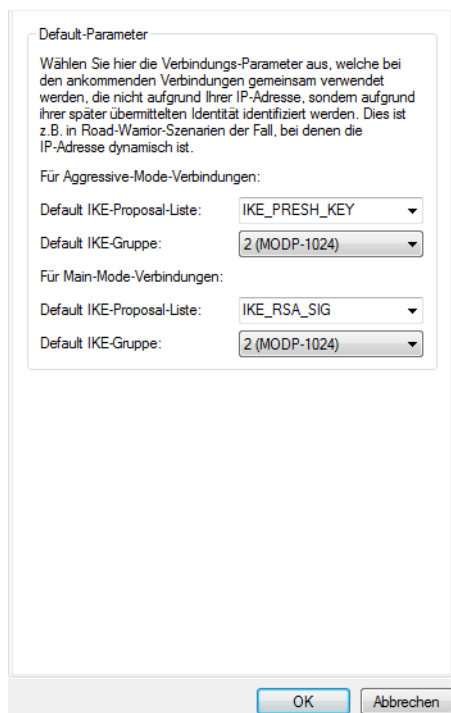 Default-Parameter
Wählen Sie hier die Verbindungs-Parameter aus, welche bei
den ankommenden Verbindungen gemeinsam verwendet
werden, die nicht aufgrund Ihrer IP-Adresse, sondern aufgrund
ihrer später übermittelten Identität identifiziert werden. Dies ist
z.B. in Road-Warrior-Szenarien der Fall, bei denen die
IP-Adresse dynamisch ist.
Für Aggressive-Mode-Verbindungen:
Default IKE-Proposal-Liste: IKE_PRESH_KEY
Default IKE-Gruppe: 2 (MODP-1024)
Für Main-Mode-Verbindungen:
Default IKE-Proposal-Liste: IKE_RSA_SIG
Default IKE-Gruppe: 2 (MODP-1024)
OK Abbrechen